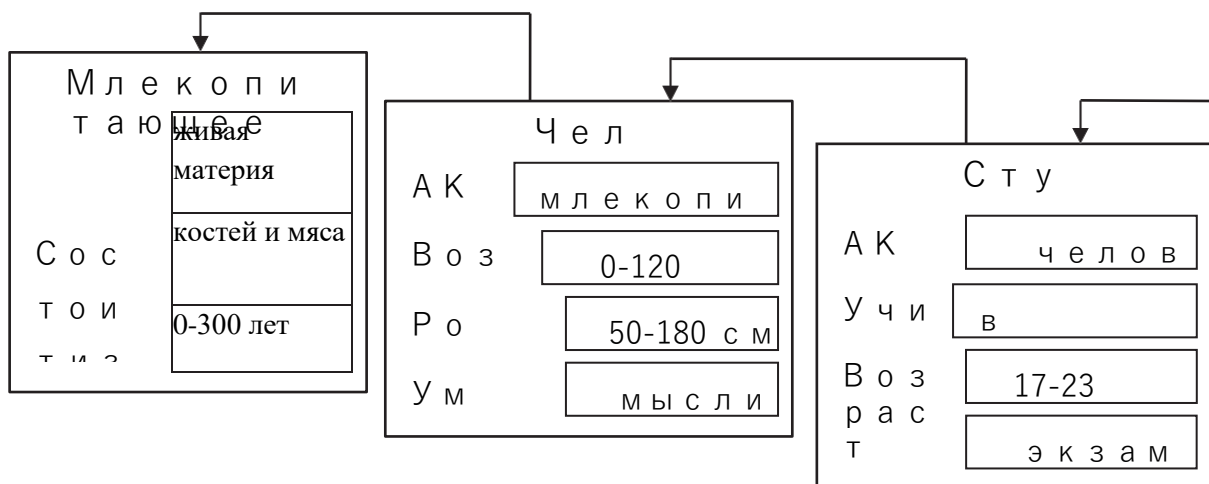 Млекопи
тающее
живая
материя
костей и мяса
Сос
тои
0-300 лет
Чел
АК
млекопи
Воз
0-120
Ро
50-180 см
Ум
мысли
Сту
АК
челов
Учи
в
Воз
рас
т
17-23
экзам